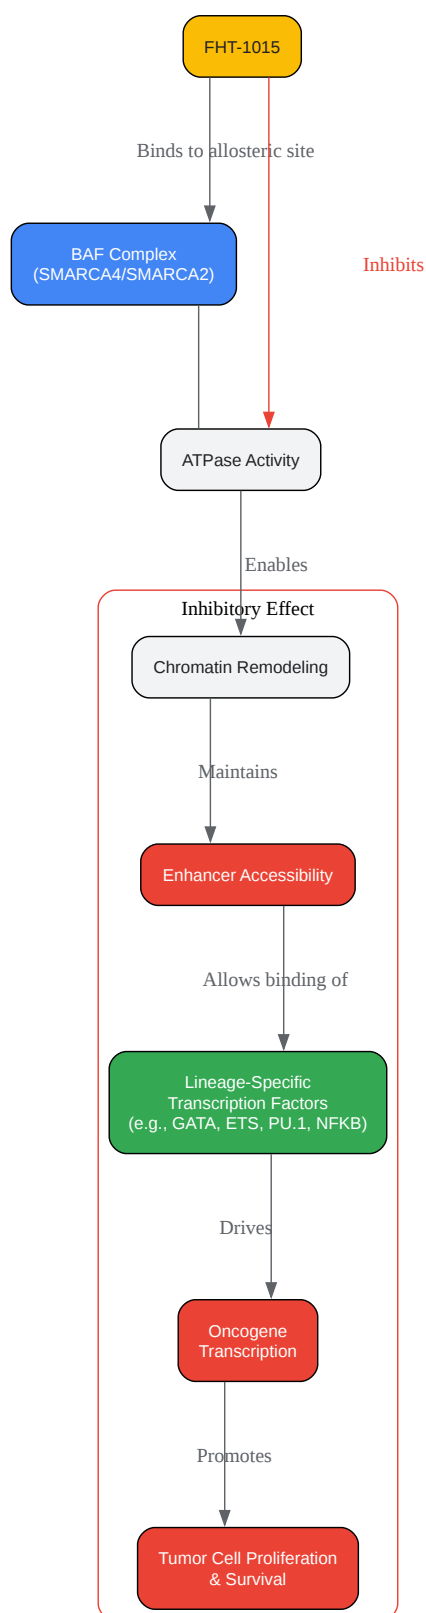 FHT-1015
Binds to allosteric site
BAF Complex
(SMARCA4/SMARCA2)
Inhibits
ATPase Activity
Enables
Inhibitory Effect
Chromatin Remodeling
Maintains
Enhancer Accessibility
Allows binding of
Lineage-Specific
Transcription Factors
(e.g., GATA, ETS, PU.1, NFKB)
Drives
Oncogene
Transcription
Promotes
Tumor Cell Proliferation
& Survival